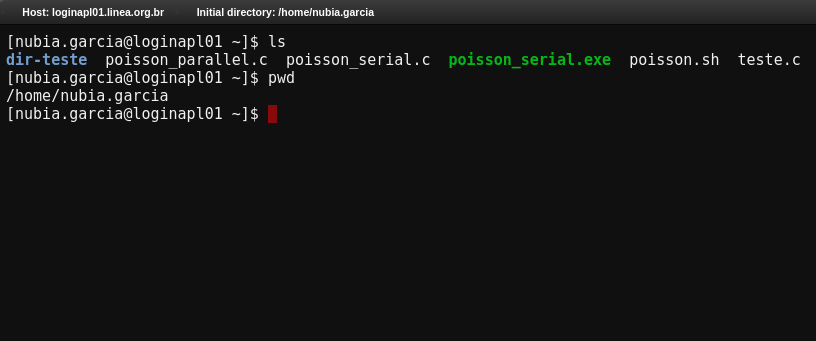 Host: loginapl01.linea.org.br Initial directory: /home/nubia.garcia
[nubia.garcia@loginapl01 ~]$ ls
dir-teste  poisson_parallel.c  poisson_serial.c  poisson_serial.exe  poisson.sh  teste.c
[nubia.garcia@loginapl01 ~]$ pwd
/home/nubia.garcia
[nubia.garcia@loginapl01 ~]$